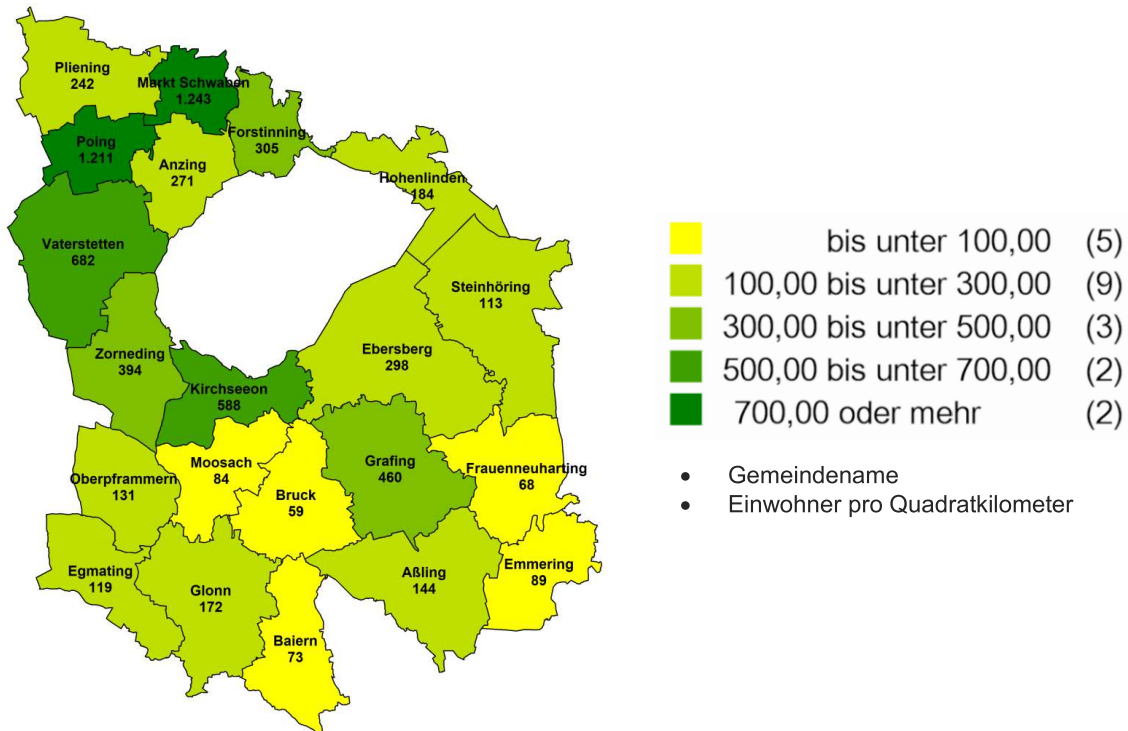 Pliening
242
Markt Schwaben
1.243
Poing
1.211
Anzing
271
Forstinning
305
Hohenlinden
184
Vaterstetten
682
Steinhöring
113
Zorneding
394
Ebersberg
298
Kirchseeon
588
Oberpframmern
131
Moosach
84
Bruck
59
Grafing
460
Frauenneuharting
68
Egmating
119
Glonn
172
Aßling
144
Emmering
89
Baiern
73
bis unter 100,00 (5)
100,00 bis unter 300,00 (9)
300,00 bis unter 500,00 (3)
500,00 bis unter 700,00 (2)
700,00 oder mehr (2)
• Gemeindename
• Einwohner pro Quadratkilometer